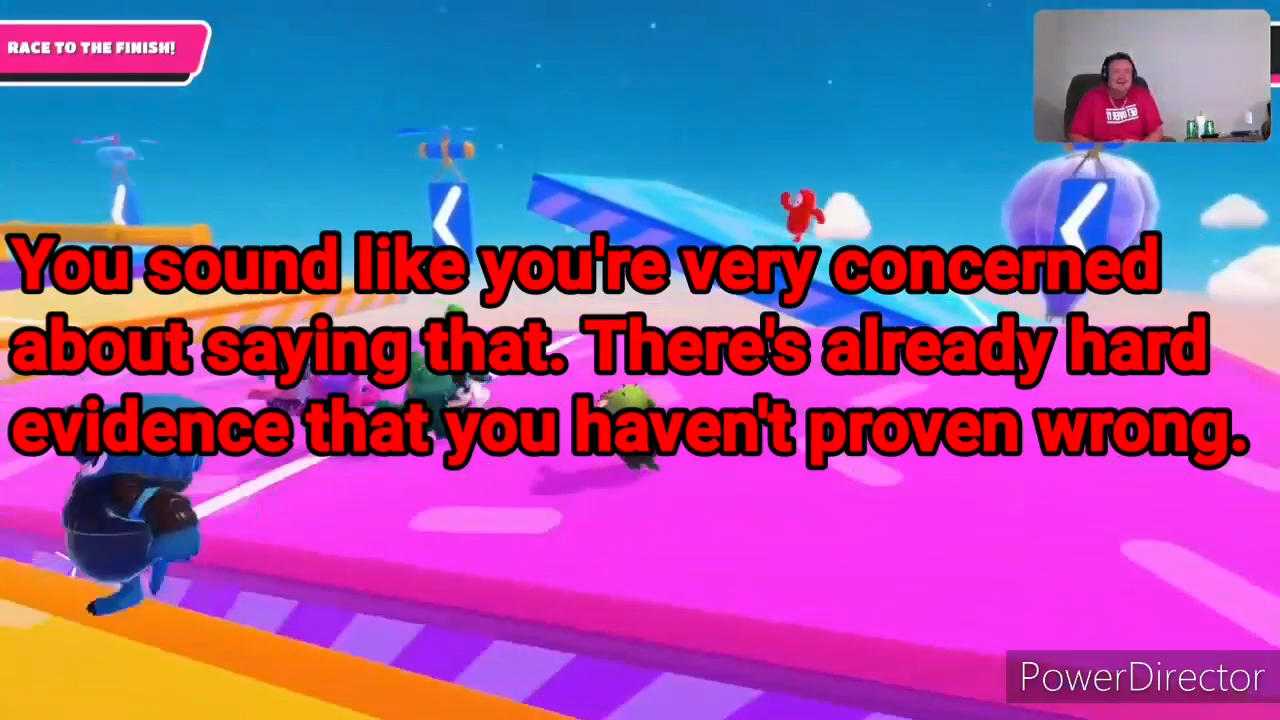 RACE TO THE FINISH!
You sound like you're very concerned
about saying that. There's already hard
evidence that you haven't proven wrong.
PowerDirector